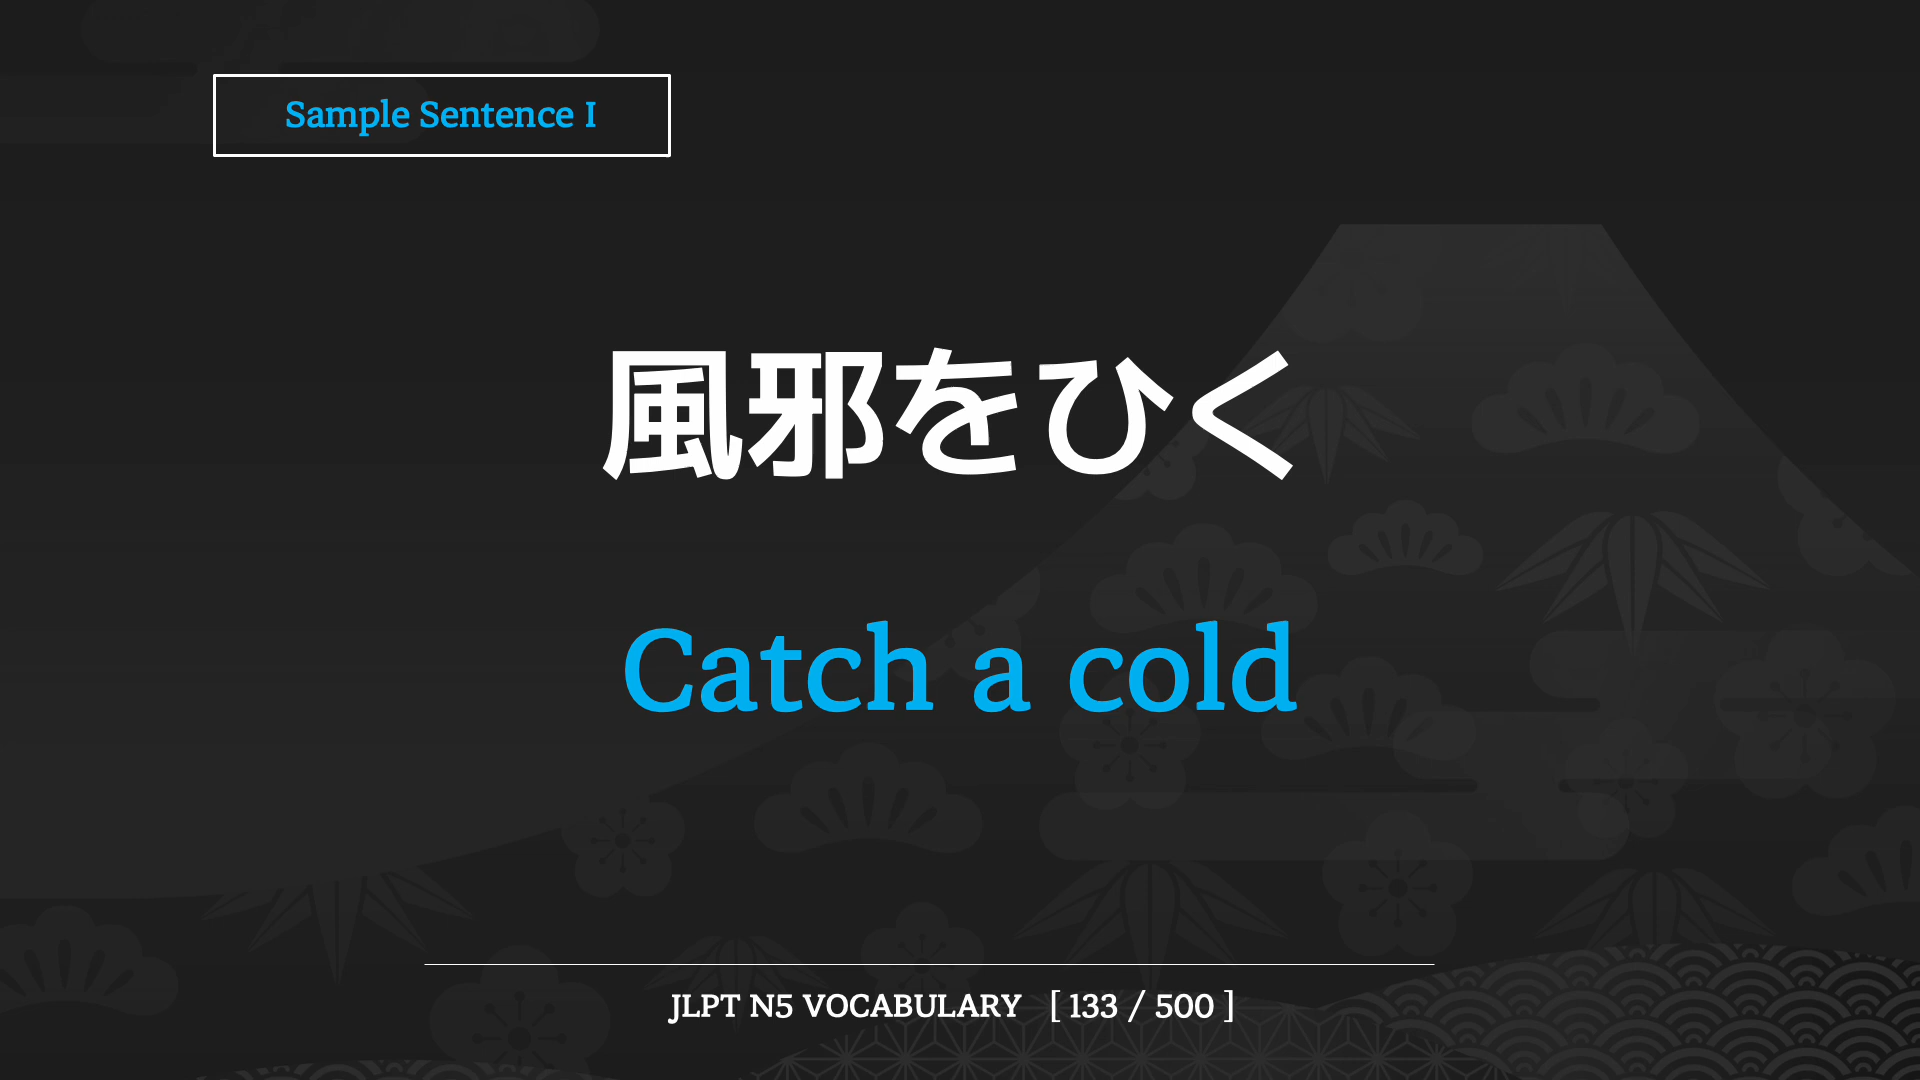 Sample Sentence I
風邪をひく
Catch a cold
JLPT N5 VOCABULARY [ 133 / 500 ]